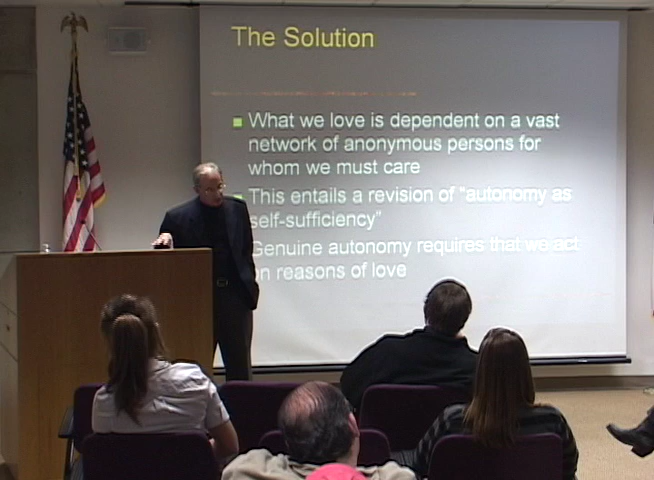 The Solution
What we love is dependent on a vast
network of anonymous persons for
whom we must care
This entails a revision of "autonomy as
self-sufficiency"
Genuine autonomy requires that we act
on reasons of love